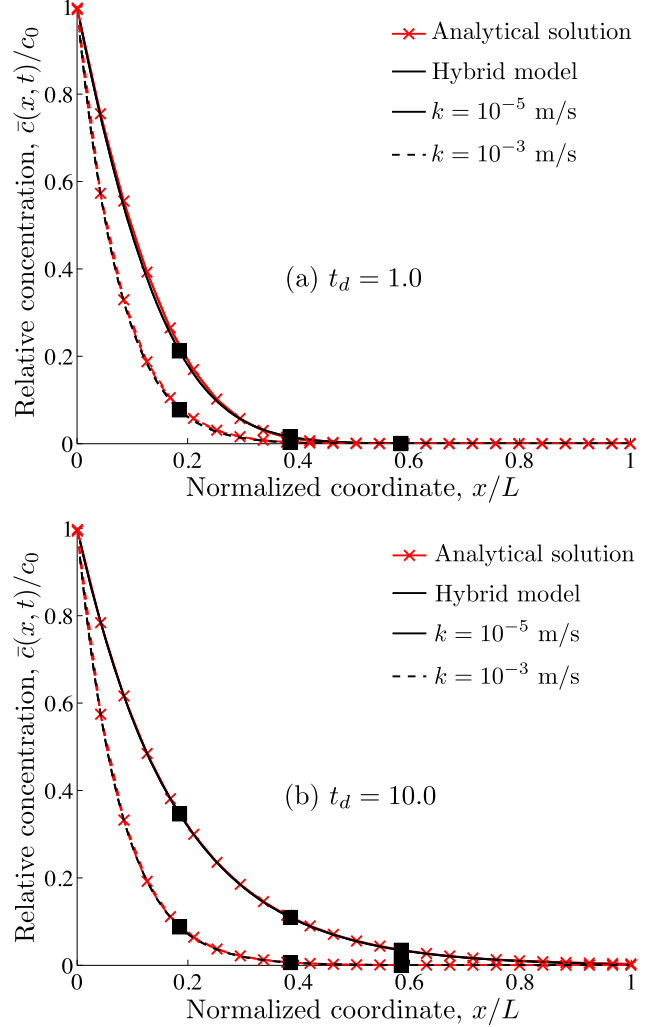 1
0.8
0.6
0.4
0.2
0
Relative concentration, c̄(x, t)/c₀
Analytical solution
Hybrid model
k = 10⁻⁵ m/s
k = 10⁻³ m/s
(a) t_d = 1.0
0 0.2 0.4 0.6 0.8 1
Normalized coordinate, x/L
1
0.8
0.6
0.4
0.2
0
Relative concentration, c̄(x, t)/c₀
Analytical solution
Hybrid model
k = 10⁻⁵ m/s
k = 10⁻³ m/s
(b) t_d = 10.0
0 0.2 0.4 0.6 0.8 1
Normalized coordinate, x/L